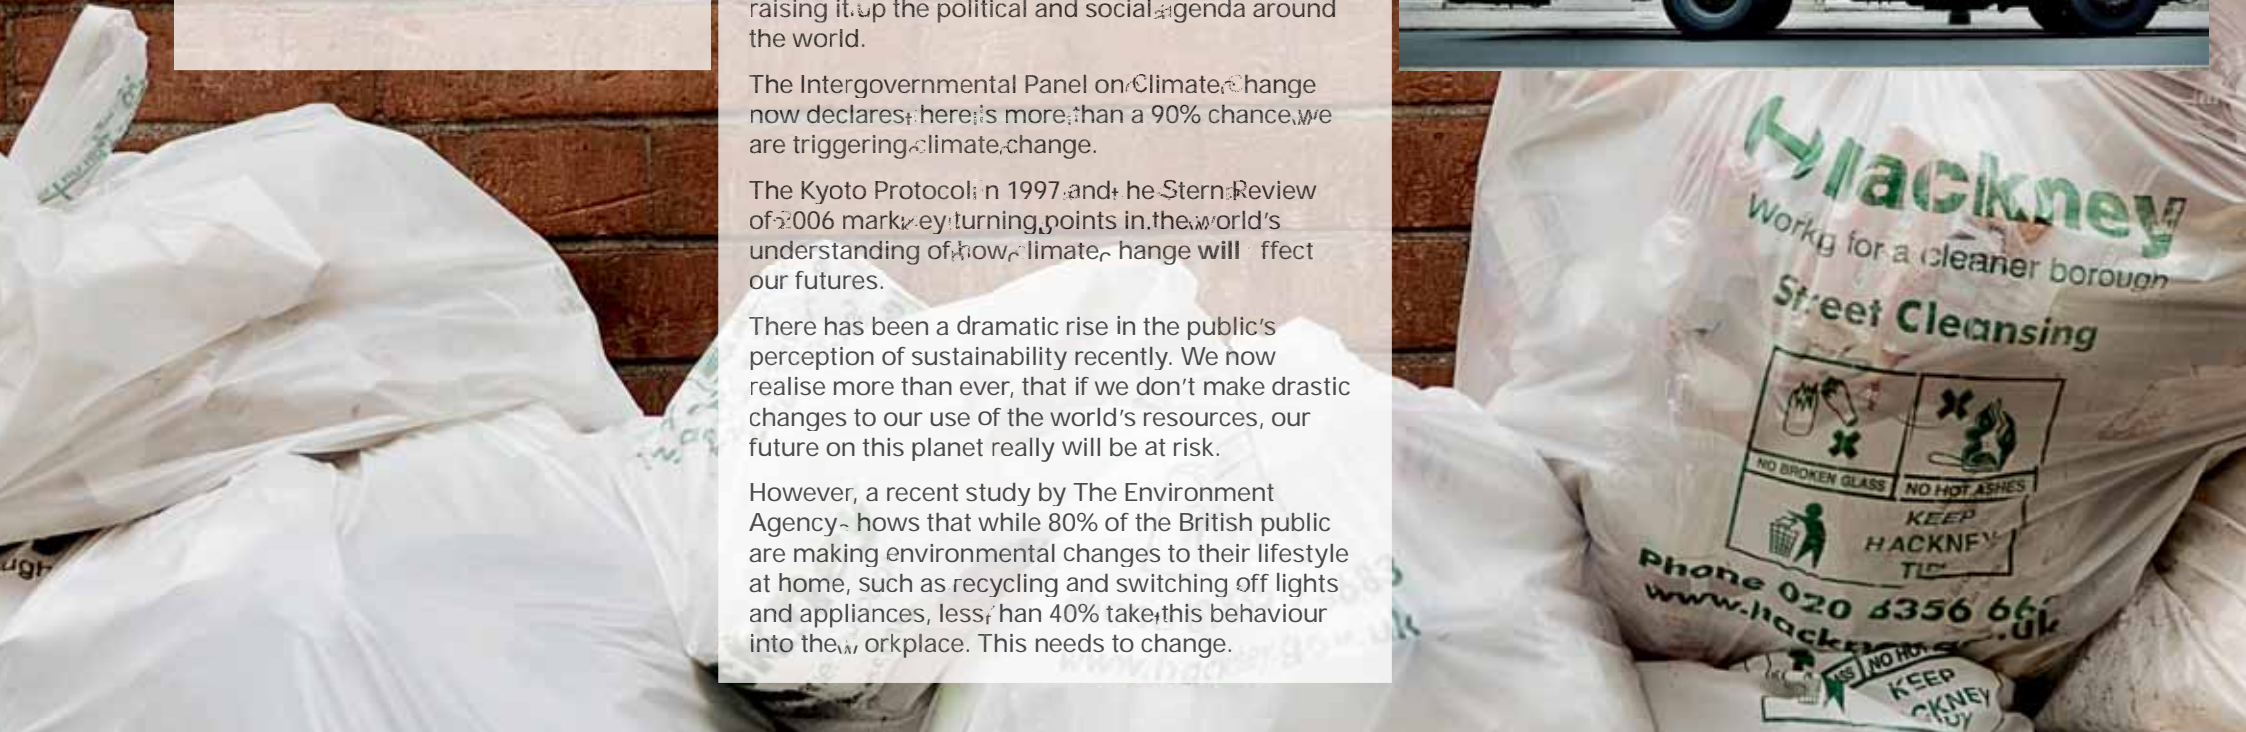 raising it up the political and social agenda around
the world.
The Intergovernmental Panel on Climate Change
now declares there is more than a 90% chance we
are triggering climate change.
The Kyoto Protocol in 1997 and the Stern Review
of 2006 mark key turning points in the world's
understanding of how climate change will affect
our futures.
There has been a dramatic rise in the public's
perception of sustainability recently. We now
realise more than ever, that if we don't make drastic
changes to our use of the world's resources, our
future on this planet really will be at risk.
However, a recent study by The Environment
Agency shows that while 80% of the British public
are making environmental changes to their lifestyle
at home, such as recycling and switching off lights
and appliances, less than 40% take this behaviour
into the workplace. This needs to change.
Hackney
for a cleaner borough
Street Cleansing
NO BROKEN GLASS
NO HOT ASHES
KEEP
HACKNEY
Phone 020 8356
NO HOT
KEEP